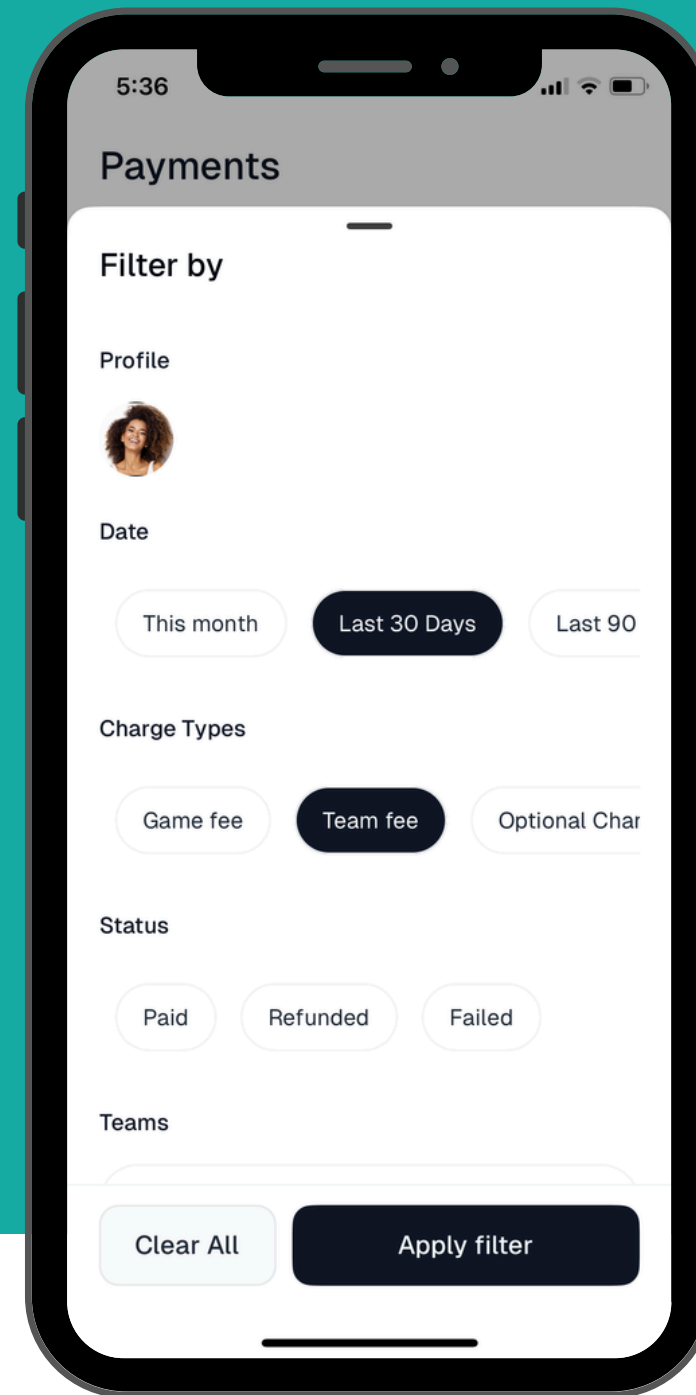 5:36
Payments
Filter by
Profile
Date
This month Last 30 Days Last 90
Charge Types
Game fee Team fee Optional Char
Status
Paid Refunded Failed
Teams
Clear All Apply filter